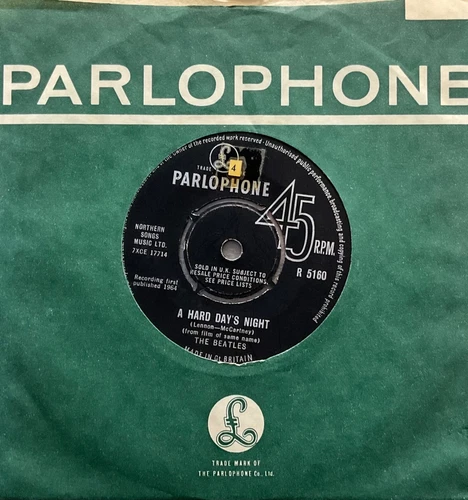 PARLOPHONE
of the recorded work reserved · Unauthorised public performance, broadcasting and copying of this record prohibited
TRADE
4
PARLOPHONE
45
R.P.M.
R 5160
NORTHERN
SONGS
MUSIC LTD.
7XCE 17714
SOLD IN U.K. SUBJECT TO
RESALE PRICE CONDITIONS,
SEE PRICE LISTS
Recording first
published 1964
A HARD DAY'S NIGHT
(Lennon—McCartney)
(from film of same name)
THE BEATLES
MADE IN GT BRITAIN
£
TRADE MARK OF
THE PARLOPHONE Co., Ltd.